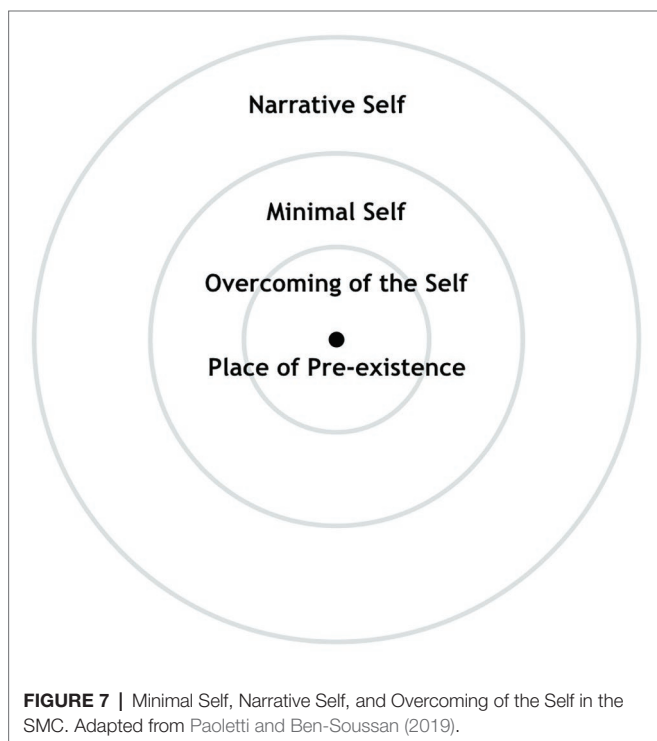 Narrative Self
Minimal Self
Overcoming of the Self
Place of Pre-existence
FIGURE 7 | Minimal Self, Narrative Self, and Overcoming of the Self in the
SMC. Adapted from Paoletti and Ben-Soussan (2019).